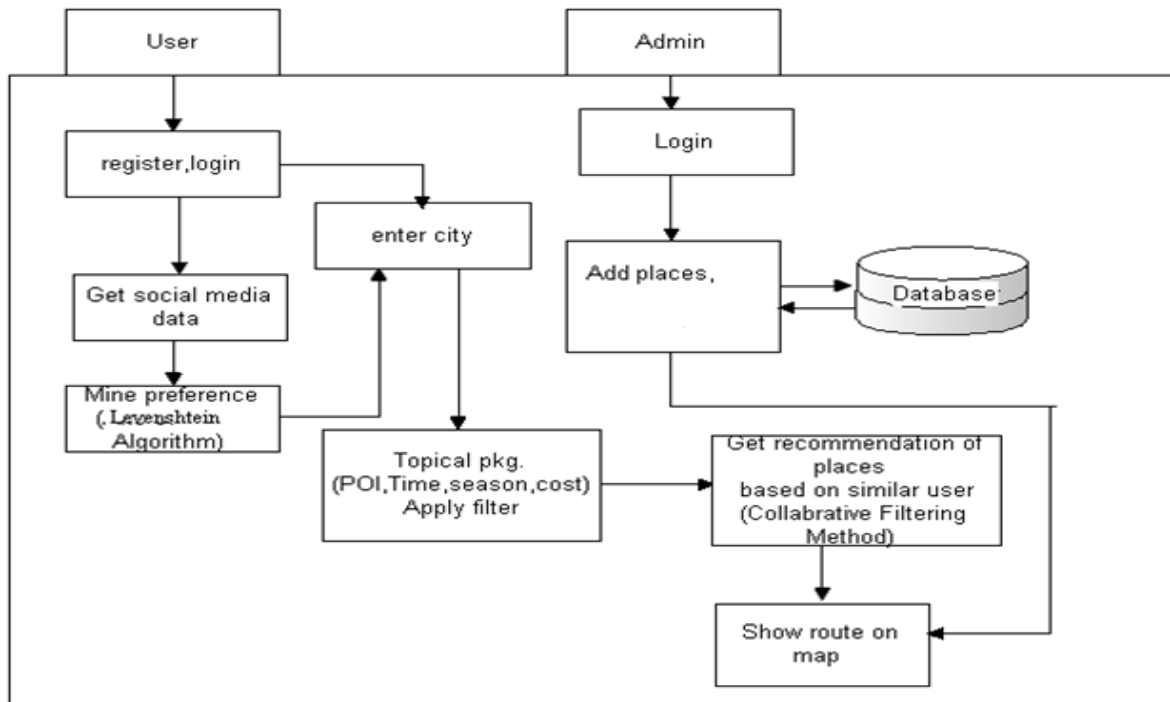 User
Admin
register,login
Login
enter city
Add places,
Database
Get social media
data
Mine preference
(.Levenshtein
Algorithm)
Topical pkg.
(POI,Time,season,cost)
Apply filter
Get recommendation of
places
based on similar user
(Collabrative Filtering
Method)
Show route on
map